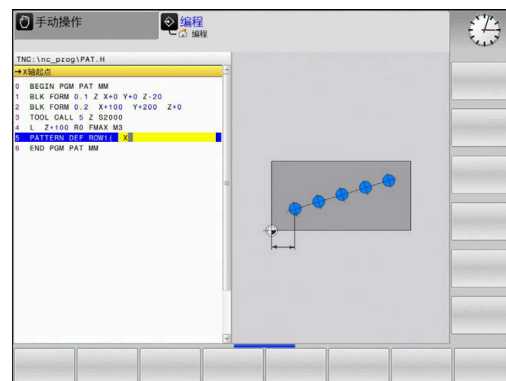 手动操作
编程
编程
TNC:\nc_prog\PAT.H
→X轴起点
0 BEGIN PGM PAT MM
1 BLK FORM 0.1 Z X+0 Y+0 Z-20
2 BLK FORM 0.2 X+100 Y+200 Z+0
3 TOOL CALL 5 Z S2000
4 L Z+100 R0 FMAX M3
5 PATTERN DEF ROW1( X
6 END PGM PAT MM